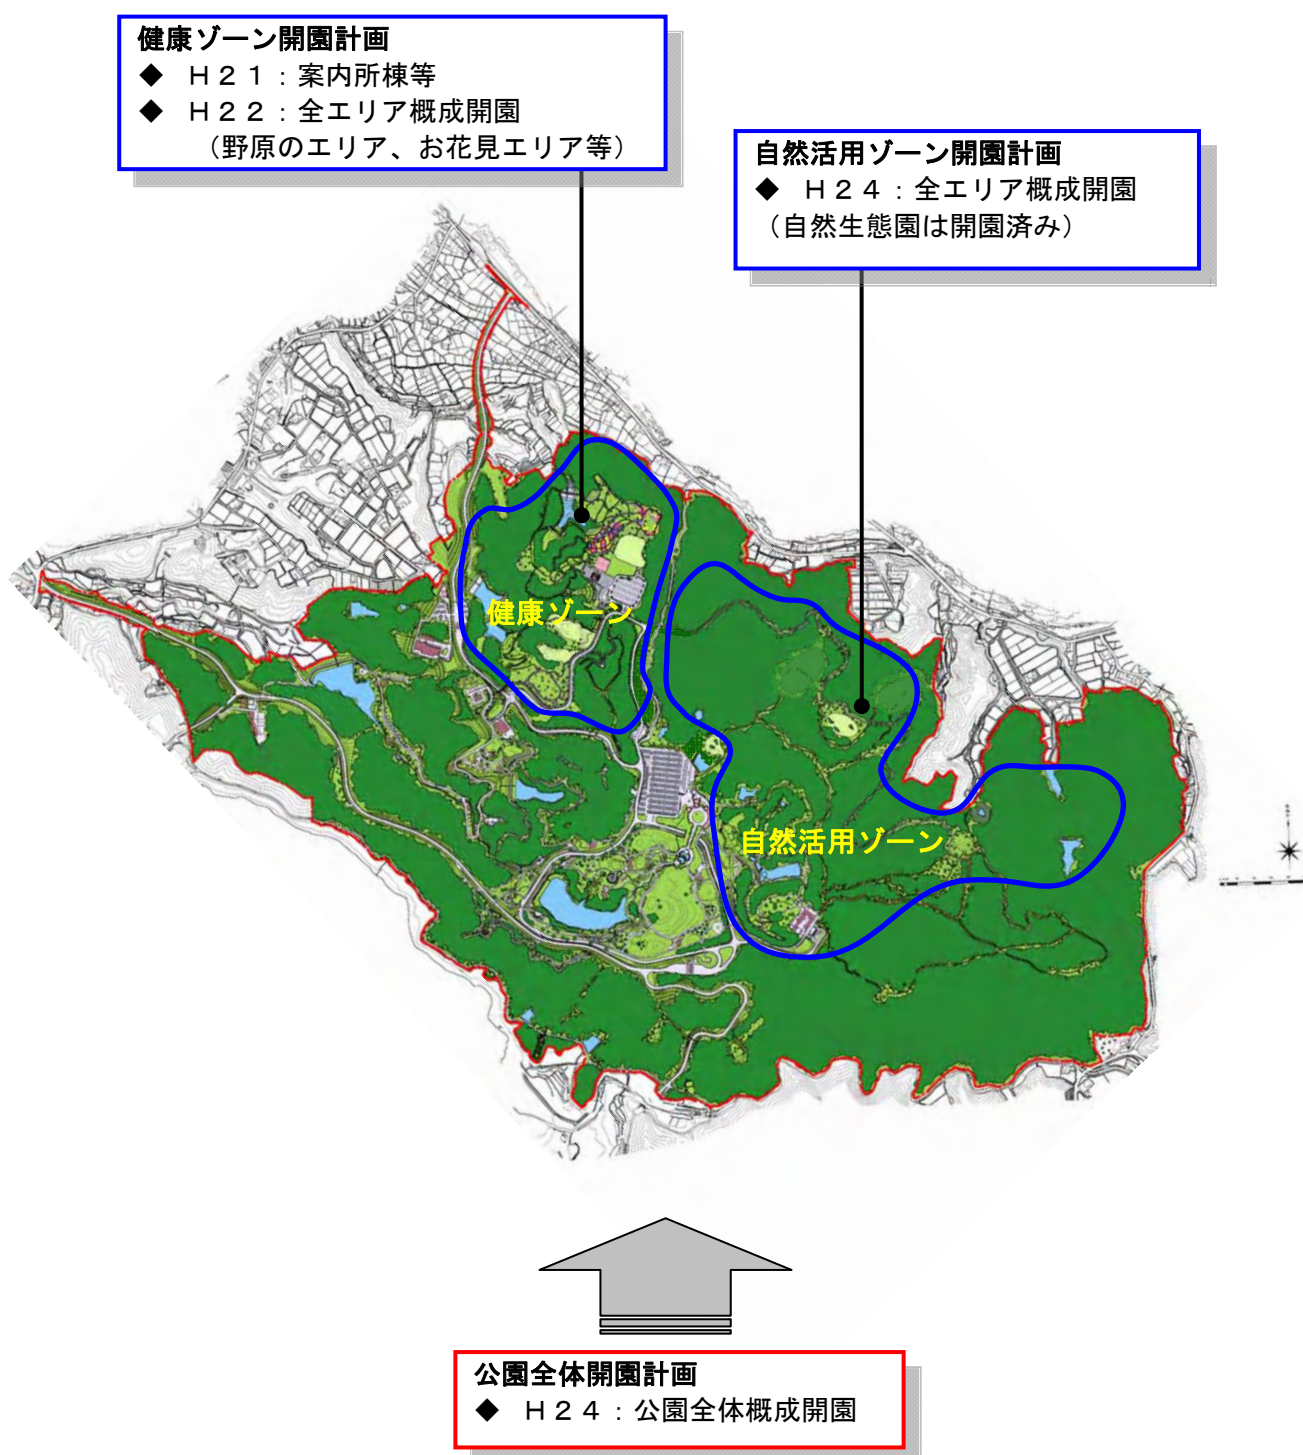 健康ゾーン開園計画
◆ H21：案内所棟等
◆ H22：全エリア概成開園
（野原のエリア、お花見エリア等）
自然活用ゾーン開園計画
◆ H24：全エリア概成開園
（自然生態園は開園済み）
健康ゾーン
自然活用ゾーン
公園全体開園計画
◆ H24：公園全体概成開園